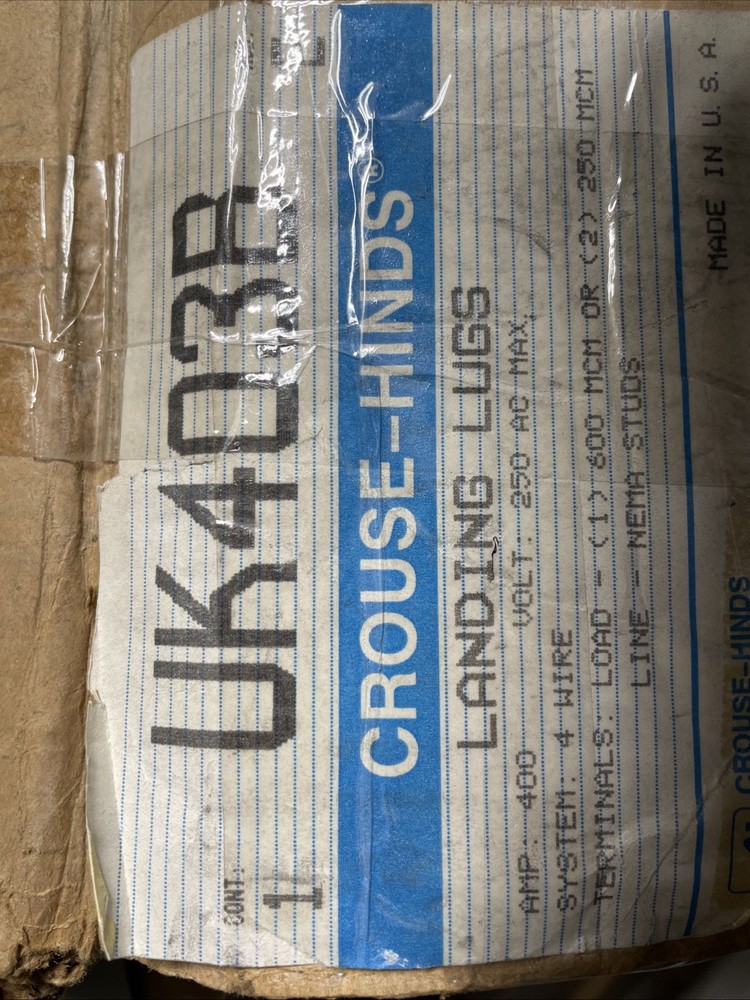 CONT.
1
UK403R
CROUSE-HINDS®
LANDING LUGS
AMP: 400 VOLT: 250 AC MAX.
SYSTEM: 4 WIRE
TERMINALS: LOAD - (1) 600 MCM OR (2) 250 MCM
LINE - NEMA STUDS
MADE IN U.S.A.
CROUSE-HINDS